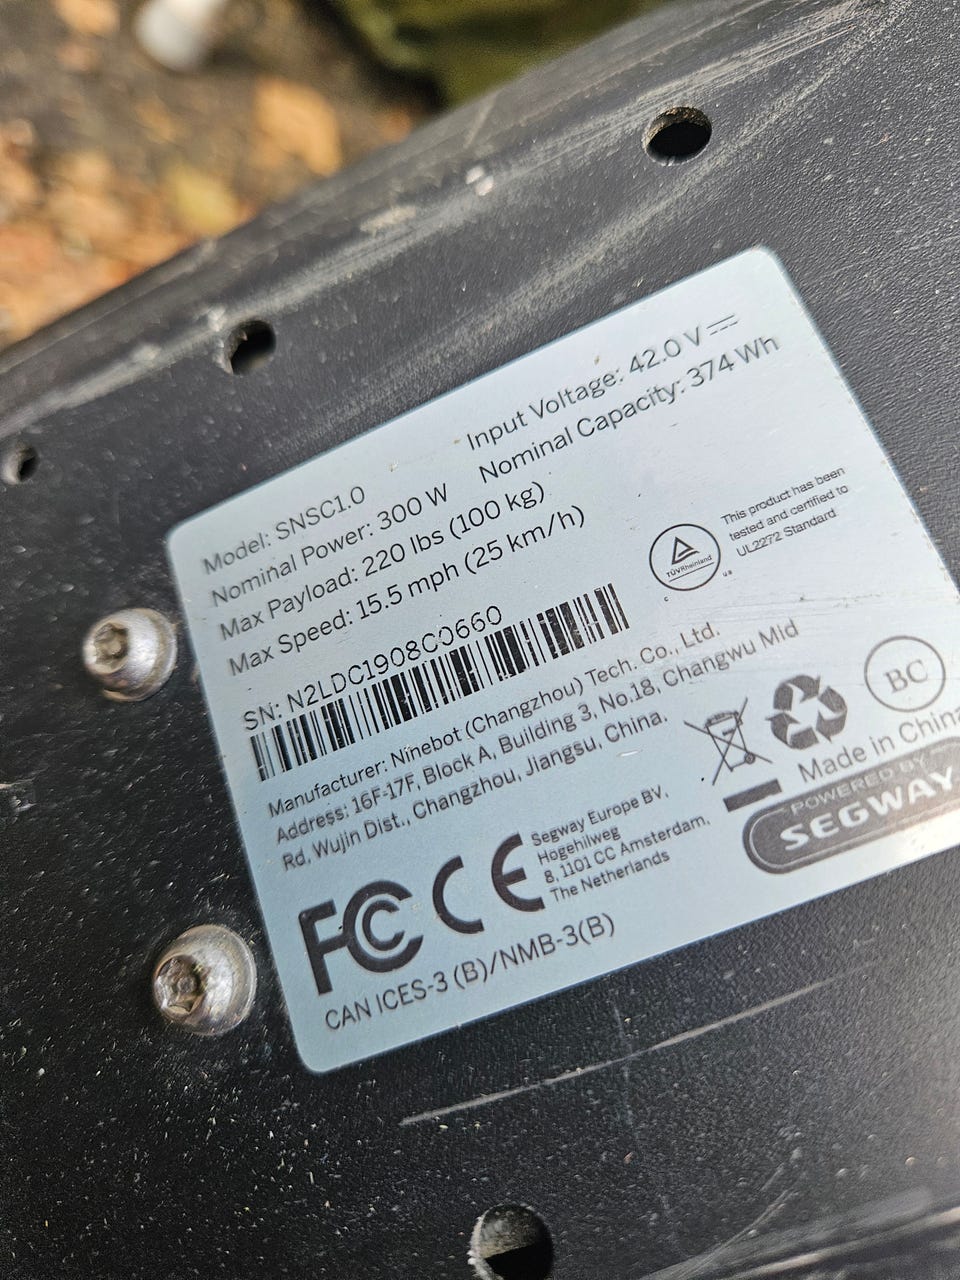 Model: SNSC1.0
Input Voltage: 42.0 V
Nominal Power: 300 W
Nominal Capacity: 374 Wh
Max Payload: 220 lbs (100 kg)
Max Speed: 15.5 mph (25 km/h)
TÜVRheinland
c
us
This product has been
tested and certified to
UL2272 Standard
SN: N2LDC1908C0660
Manufacturer: Ninebot (Changzhou) Tech. Co., Ltd.
Address: 16F-17F, Block A, Building 3, No.18, Changwu Mid
Rd, Wujin Dist., Changzhou, Jiangsu, China.
BC
Made in China
FC CE
Segway Europe BV,
Hogehilweg
8, 1101 CC Amsterdam,
The Netherlands
POWERED BY
SEGWAY
CAN ICES-3 (B)/NMB-3(B)